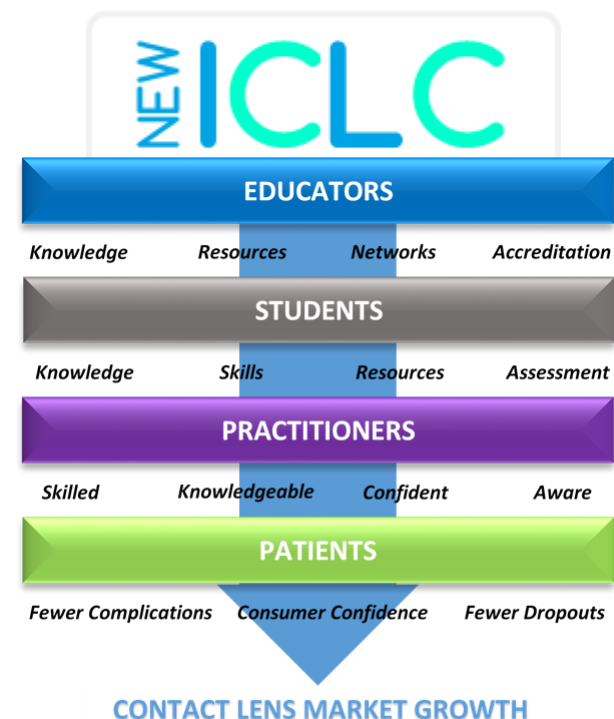 NEW ICLC
EDUCATORS
Knowledge Resources Networks Accreditation
STUDENTS
Knowledge Skills Resources Assessment
PRACTITIONERS
Skilled Knowledgeable Confident Aware
PATIENTS
Fewer Complications Consumer Confidence Fewer Dropouts
CONTACT LENS MARKET GROWTH